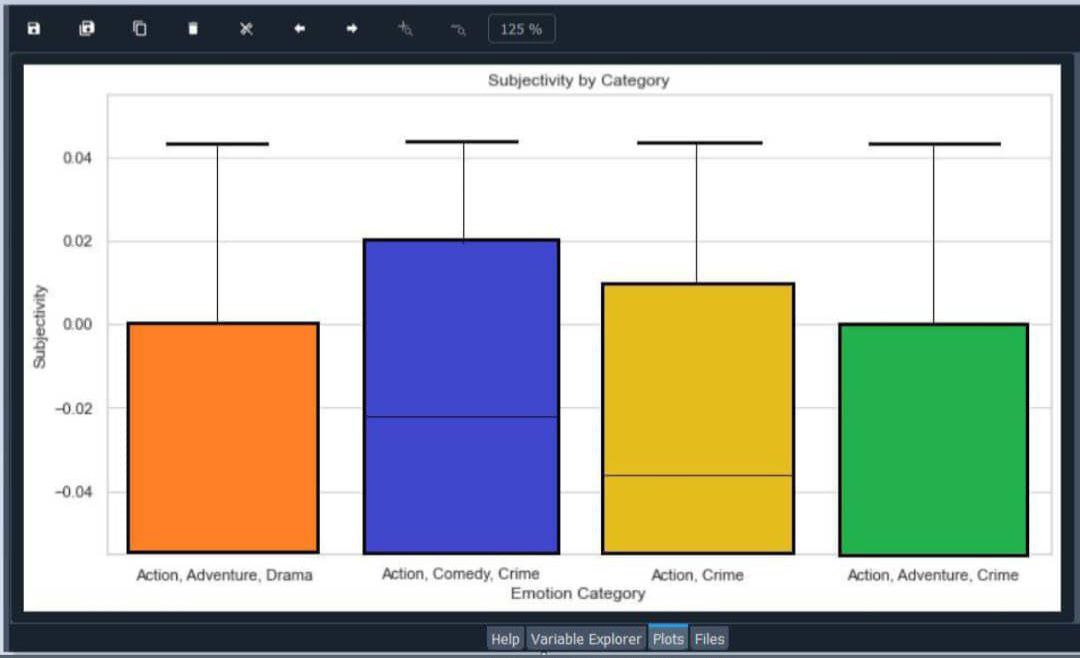 125 %
Subjectivity by Category
0.04
0.02
0.00
−0.02
−0.04
Subjectivity
Action, Adventure, Drama
Action, Comedy, Crime
Action, Crime
Action, Adventure, Crime
Emotion Category
Help
Variable Explorer
Plots
Files